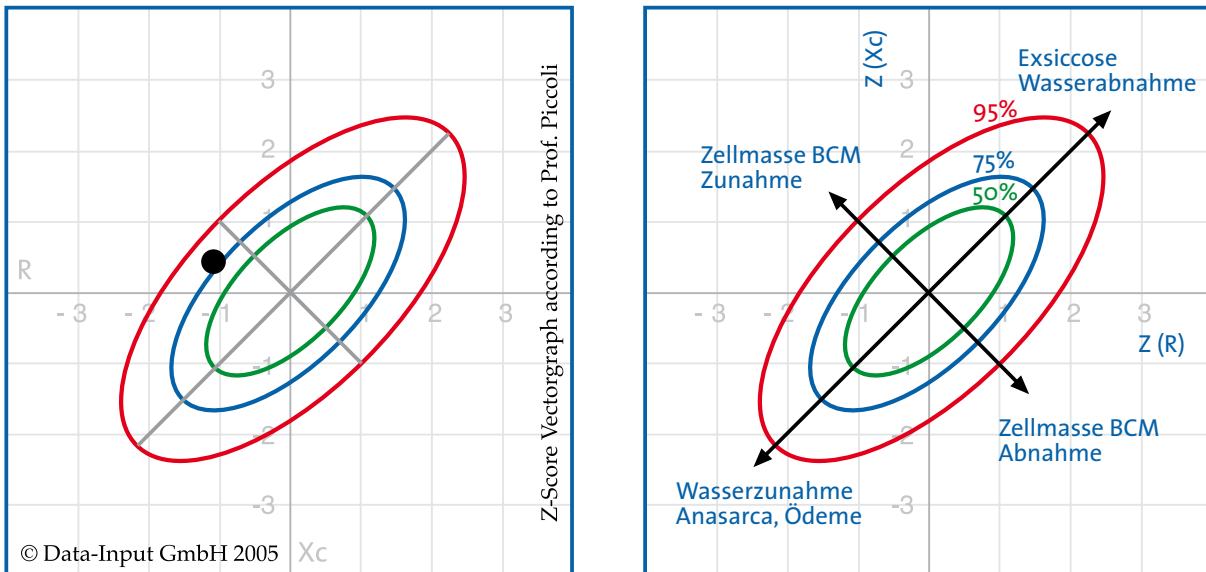 3
2
1
R
- 3
- 2
-1
1
2
3
-1
-2
-3
Xc
© Data-Input GmbH 2005
Z-Score Vectorgraph according to Prof. Piccoli
Z (Xc)
3
Exsiccose
Wasserabnahme
95%
2
Zellmasse BCM
Zunahme
75%
50%
1
- 3
- 2
-1
1
2
3
Z (R)
-1
-2
Zellmasse BCM
Abnahme
Wasserzunahme
Anasarca, Ödeme
-3